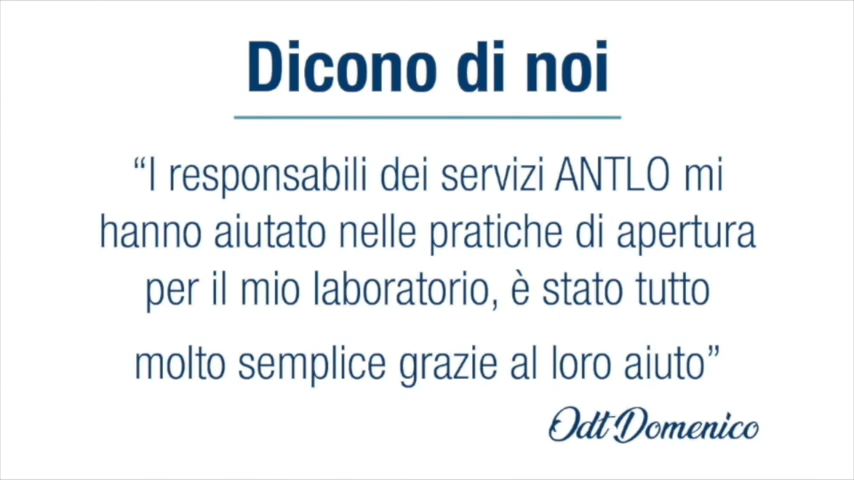 Dicono di noi
“I responsabili dei servizi ANTLO mi
hanno aiutato nelle pratiche di apertura
per il mio laboratorio, è stato tutto
molto semplice grazie al loro aiuto”
Odt Domenico